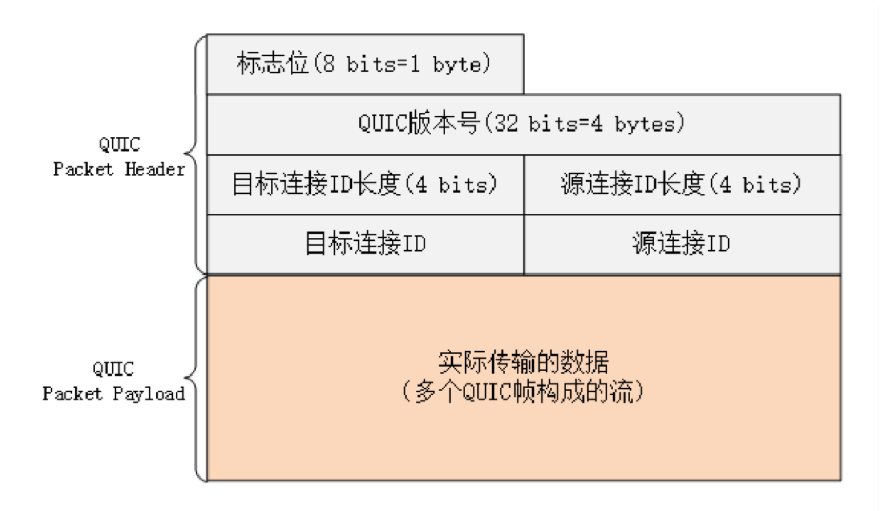 标志位(8 bits=1 byte)
QUIC版本号(32 bits=4 bytes)
QUIC
Packet Header
目标连接ID长度(4 bits)
源连接ID长度(4 bits)
目标连接ID
源连接ID
QUIC
Packet Payload
实际传输的数据
(多个QUIC帧构成的流)